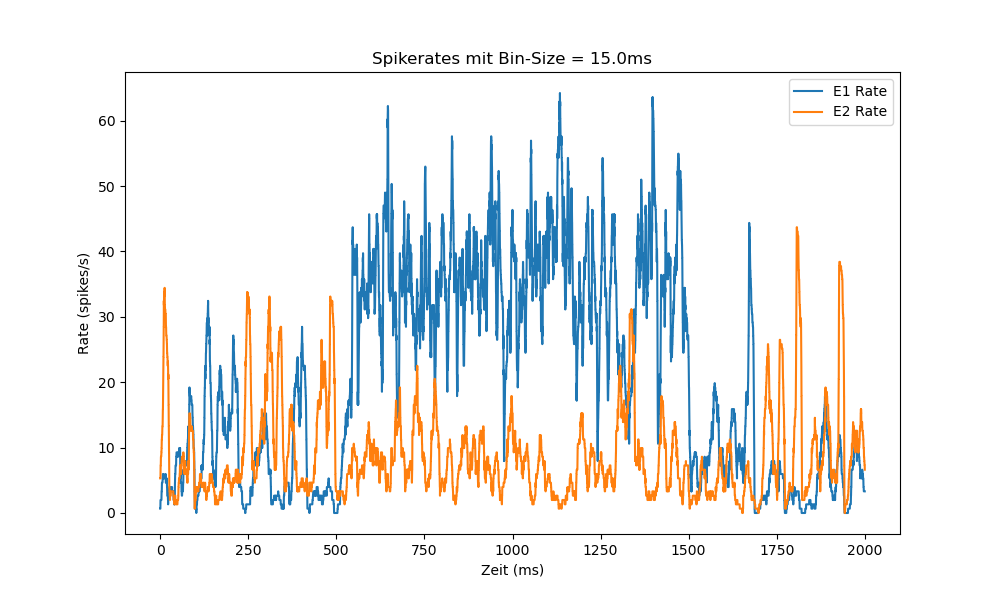 Spikerates mit Bin-Size = 15.0ms
E1 Rate
E2 Rate
Rate (spikes/s)
60
50
40
30
20
10
0
0 250 500 750 1000 1250 1500 1750 2000
Zeit (ms)